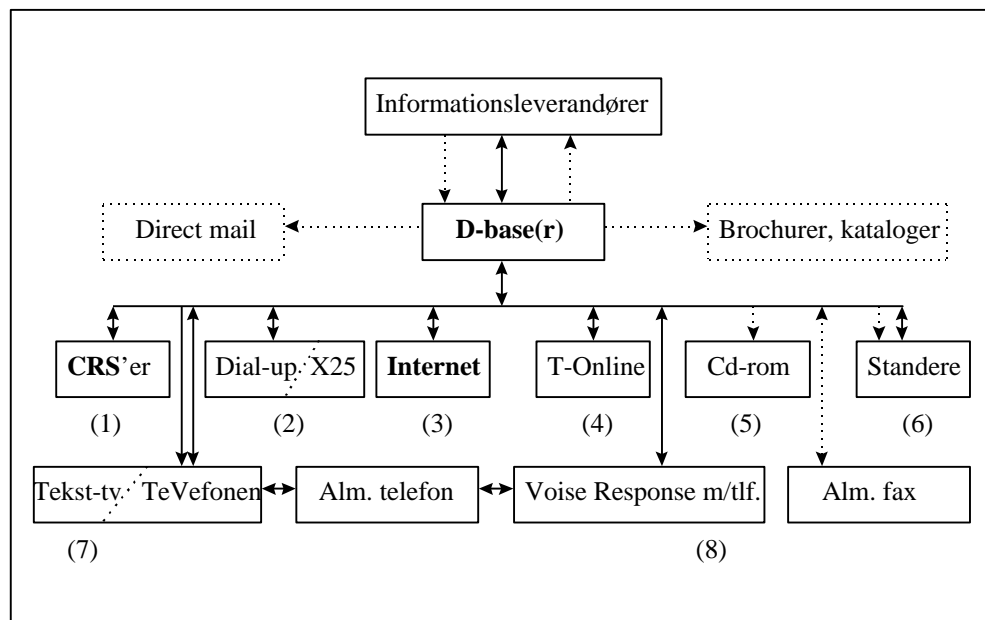 Informationsleverandører
Direct mail
D-base(r)
Brochurer, kataloger
CRS'er
Dial-up X25
Internet
T-Online
Cd-rom
Standere
(1)
(2)
(3)
(4)
(5)
(6)
Tekst-tv TeVefonen
Alm. telefon
Voise Response m/tlf.
Alm. fax
(7)
(8)